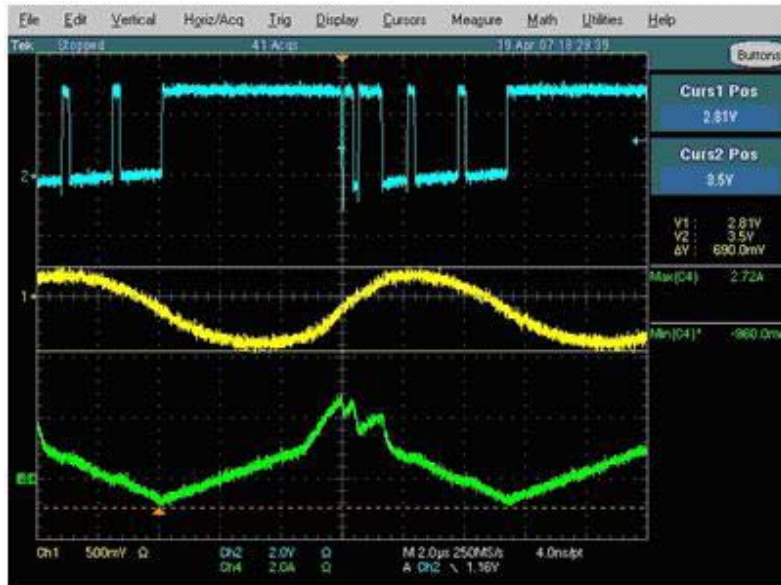 File Edit Vertical Horiz/Acq Trig Display Cursors Measure Math Utilities Help
Tek Stopped 41 Acqs 19 Apr 07 18:28:39
Buttons
Curs1 Pos
2.81V
Curs2 Pos
3.5V
V1: 2.81V
V2: 3.5V
ΔV: 690.0mV
Max(C4) 2.72A
Min(C4)* -960.0m
2
1
Ch1 500mV Ω Ch2 2.0V Ω M 2.0µs 250MS/s 4.0ns/pt
Ch4 2.0A Ω A Ch2 \ 1.16V